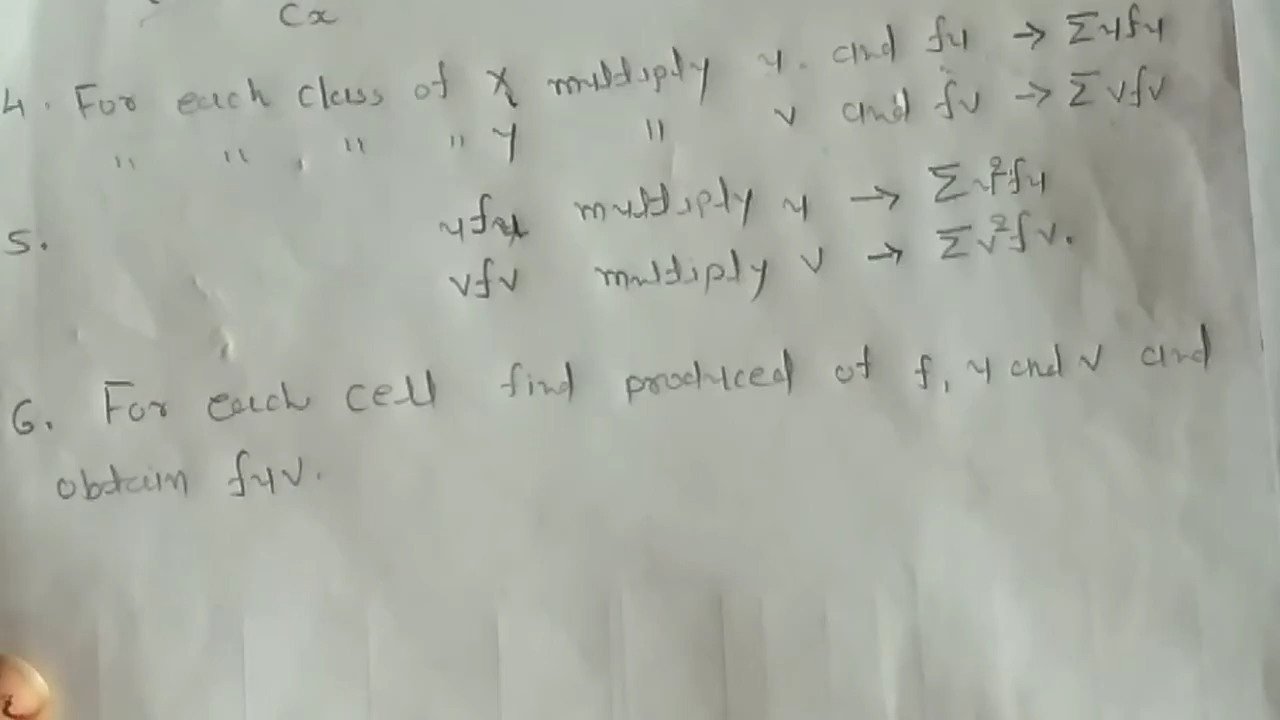 Cx
4. For each class of X multiply u. and fu → Σufu
" " , " " Y " v and fv → Σvfv
5. ufu multiply u → Σu²fu
vfv multiply v → Σv²fv.
6. For each cell find produced of f, u and v and
obtain fuv.